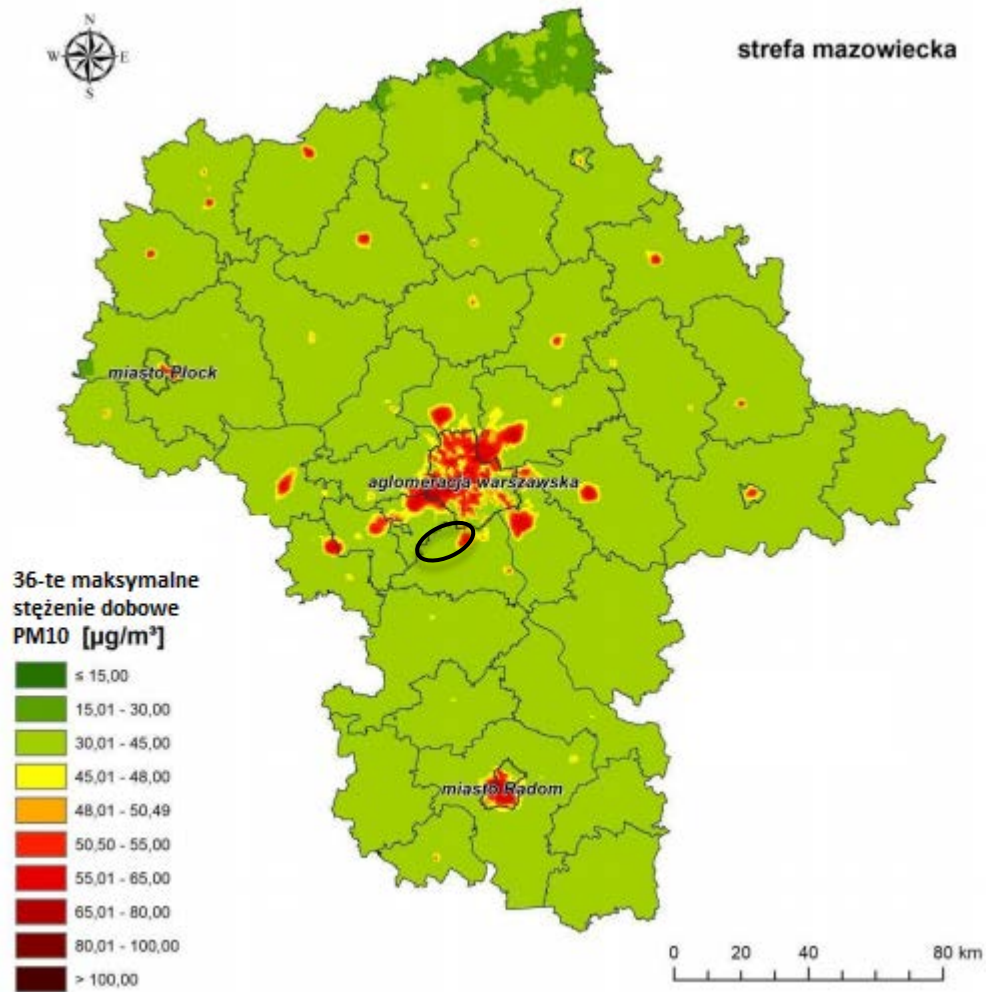 N
W E
S
strefa mazowiecka
miasto Płock
aglomeracja warszawska
miasto Radom
36-te maksymalne
stężenie dobowe
PM10 [µg/m³]
≤ 15,00
15,01 - 30,00
30,01 - 45,00
45,01 - 48,00
48,01 - 50,49
50,50 - 55,00
55,01 - 65,00
65,01 - 80,00
80,01 - 100,00
> 100,00
0 20 40 80 km